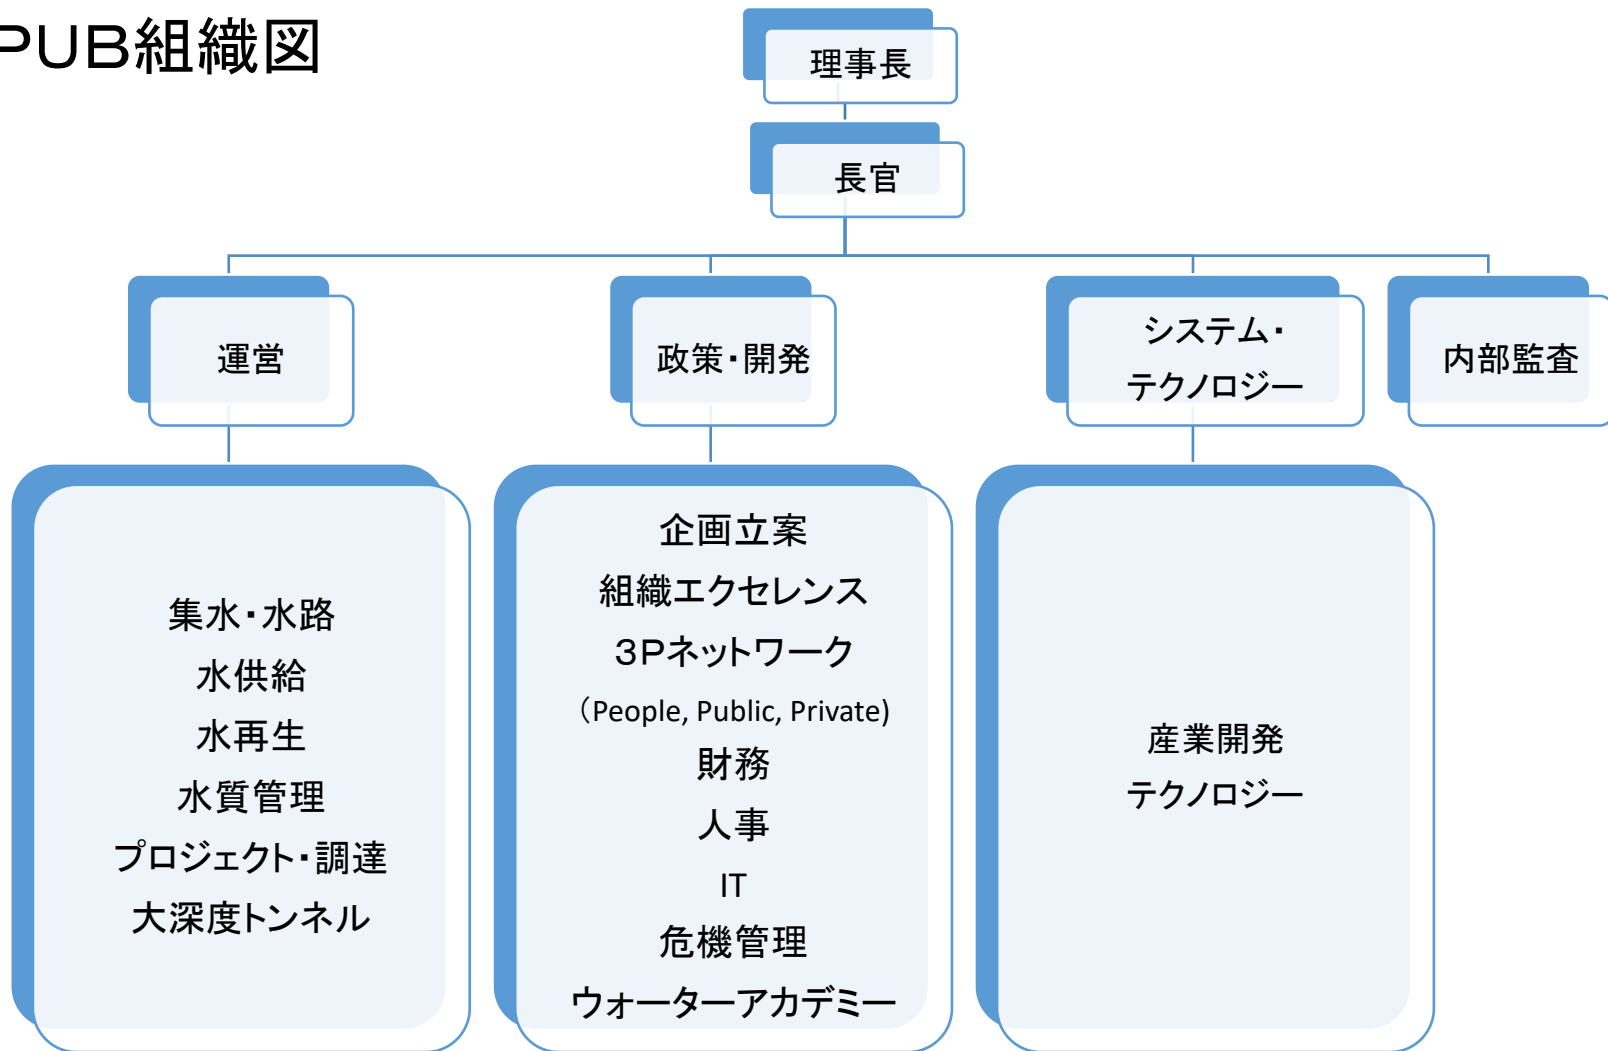 PUB組織図
理事長
長官
運営
政策・開発
システム・
テクノロジー
内部監査
集水・水路
水供給
水再生
水質管理
プロジェクト・調達
大深度トンネル
企画立案
組織エクセレンス
3Pネットワーク
（People, Public, Private)
財務
人事
IT
危機管理
ウォーターアカデミー
産業開発
テクノロジー